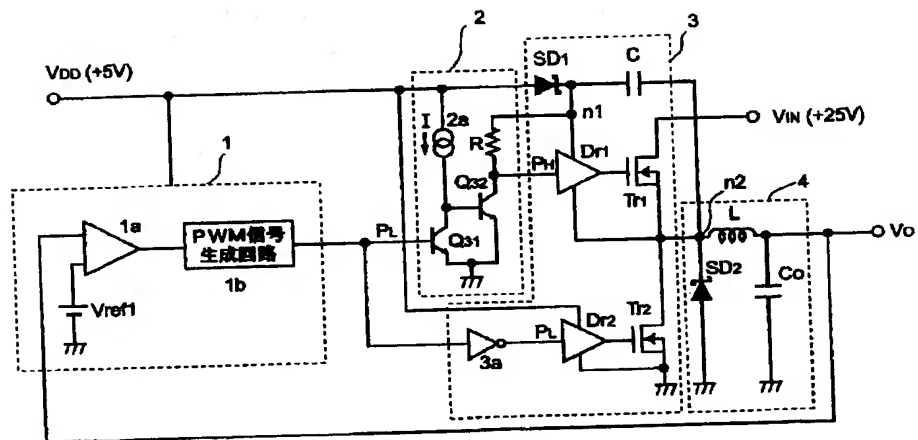 2
3
VDD (+5V)
SD1
C
I
2a
n1
VIN (+25V)
R
1
PH
Dr1
Q32
n2
4
Tr1
L
1a
PWM信号
生成回路
PL
Q31
VO
1b
SD2
Co
Vref1
PL
Dr2
Tr2
3a